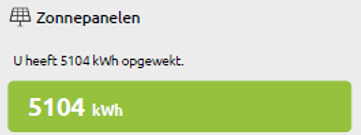 Zonnepanelen
U heeft 5104 kWh opgewekt.
5104 kWh